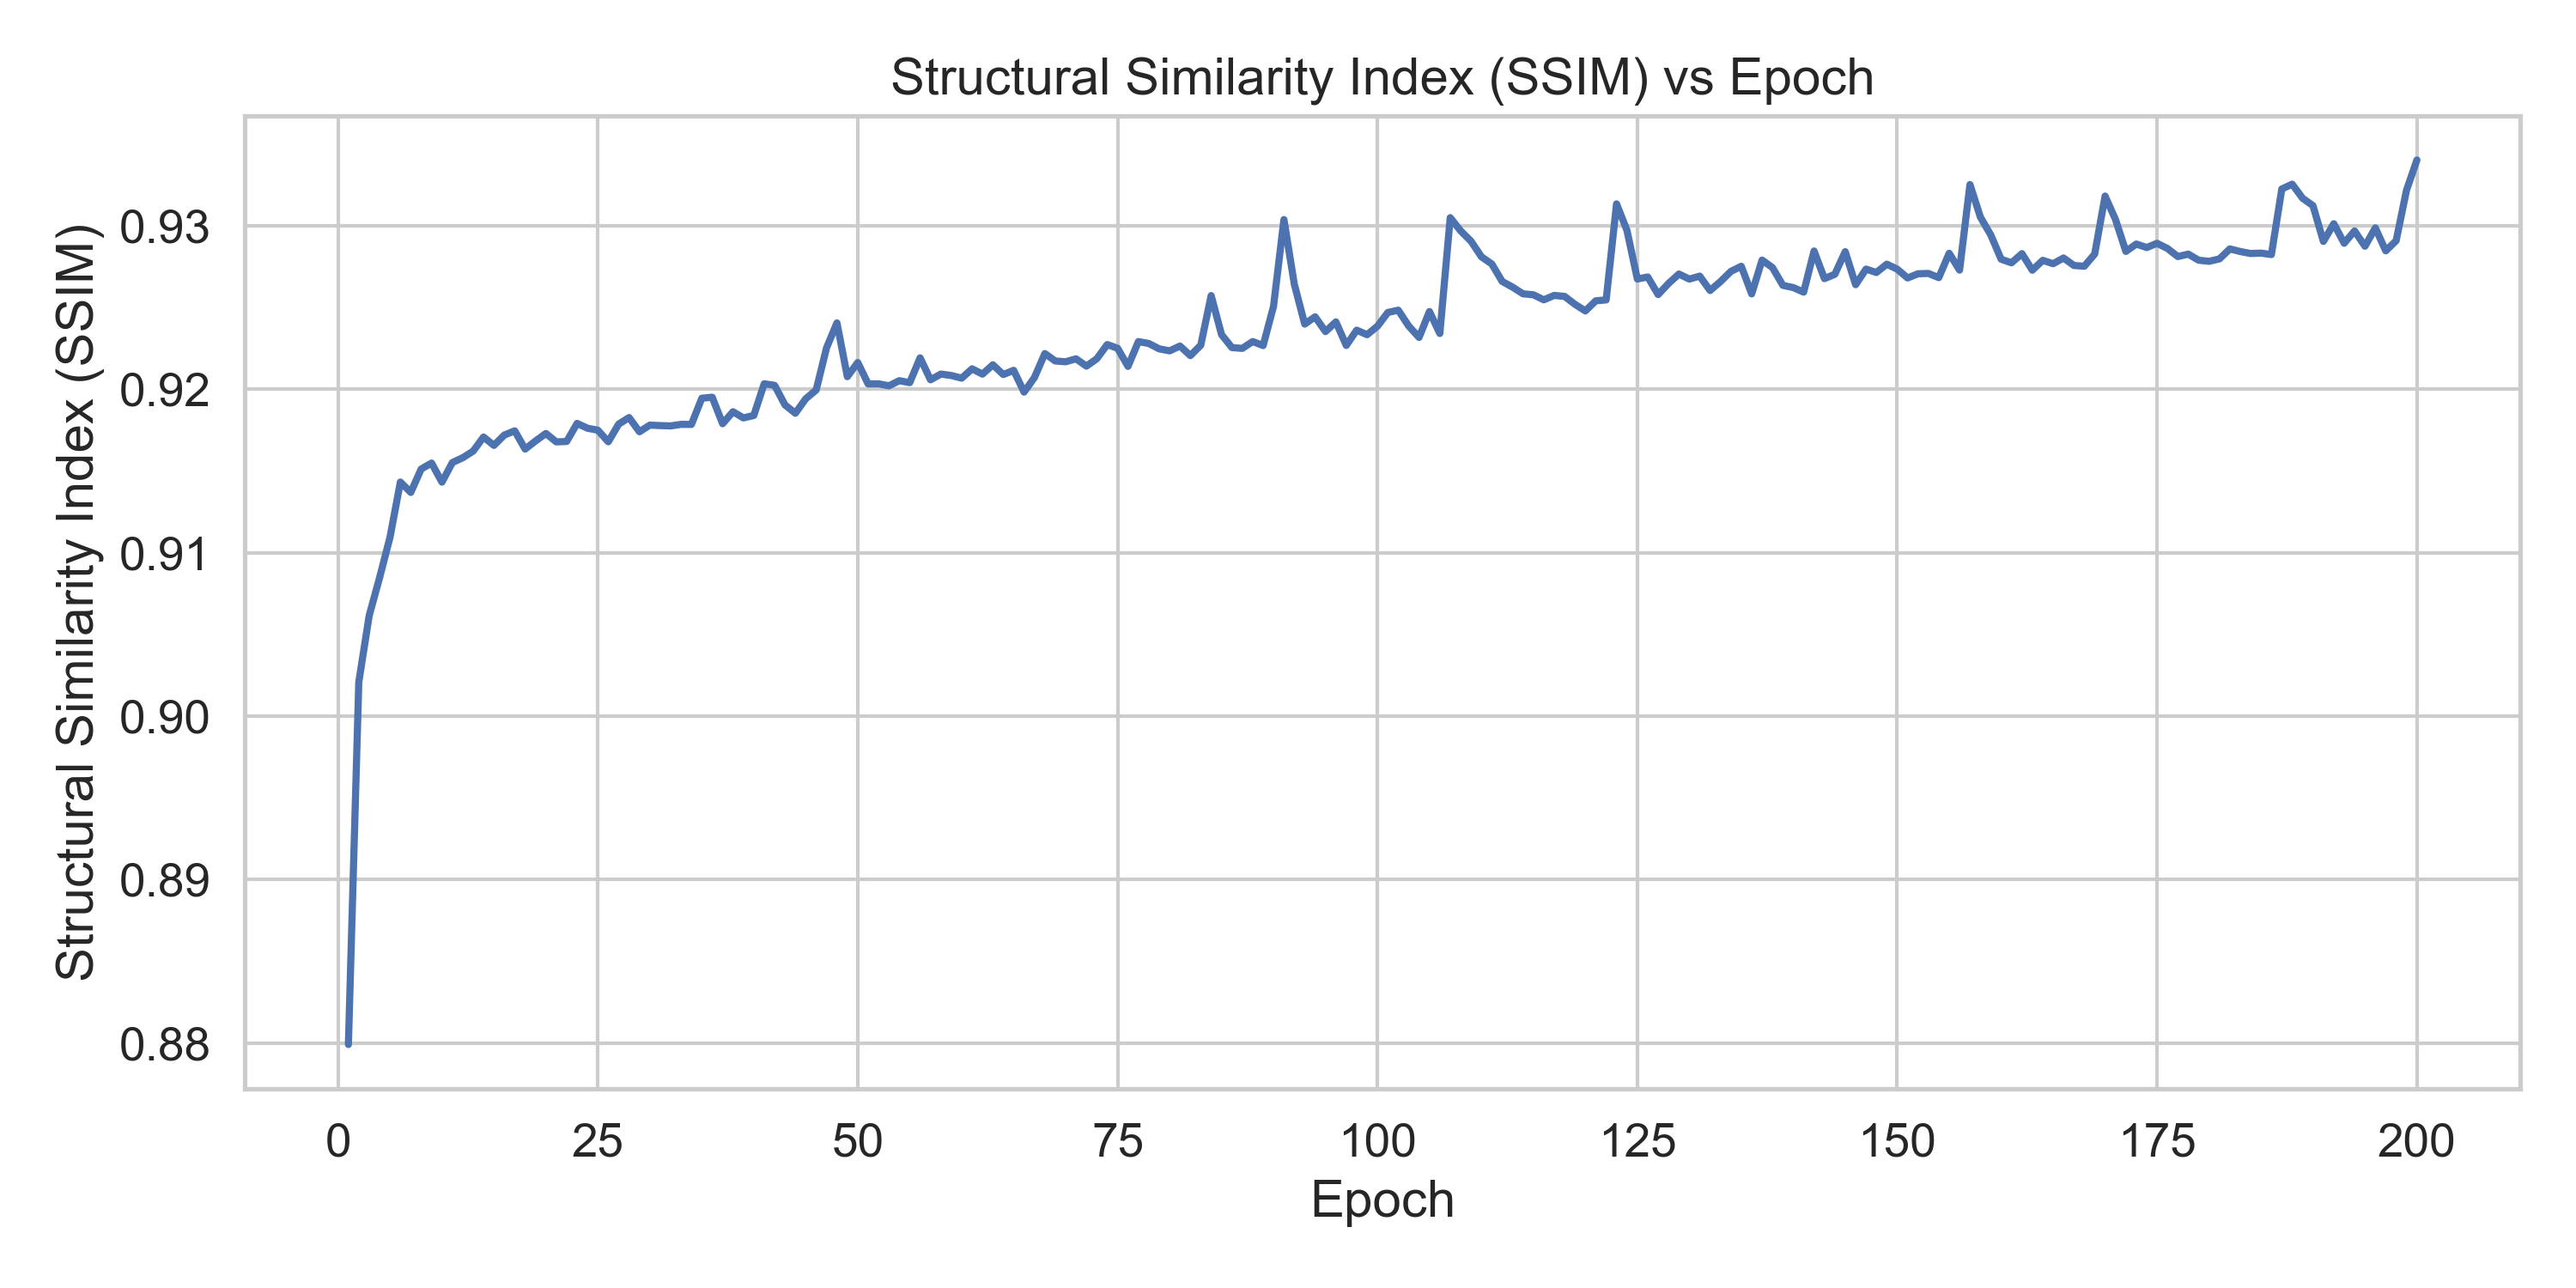 Structural Similarity Index (SSIM) vs Epoch
Structural Similarity Index (SSIM)
0.93
0.92
0.91
0.90
0.89
0.88
0 25 50 75 100 125 150 175 200
Epoch